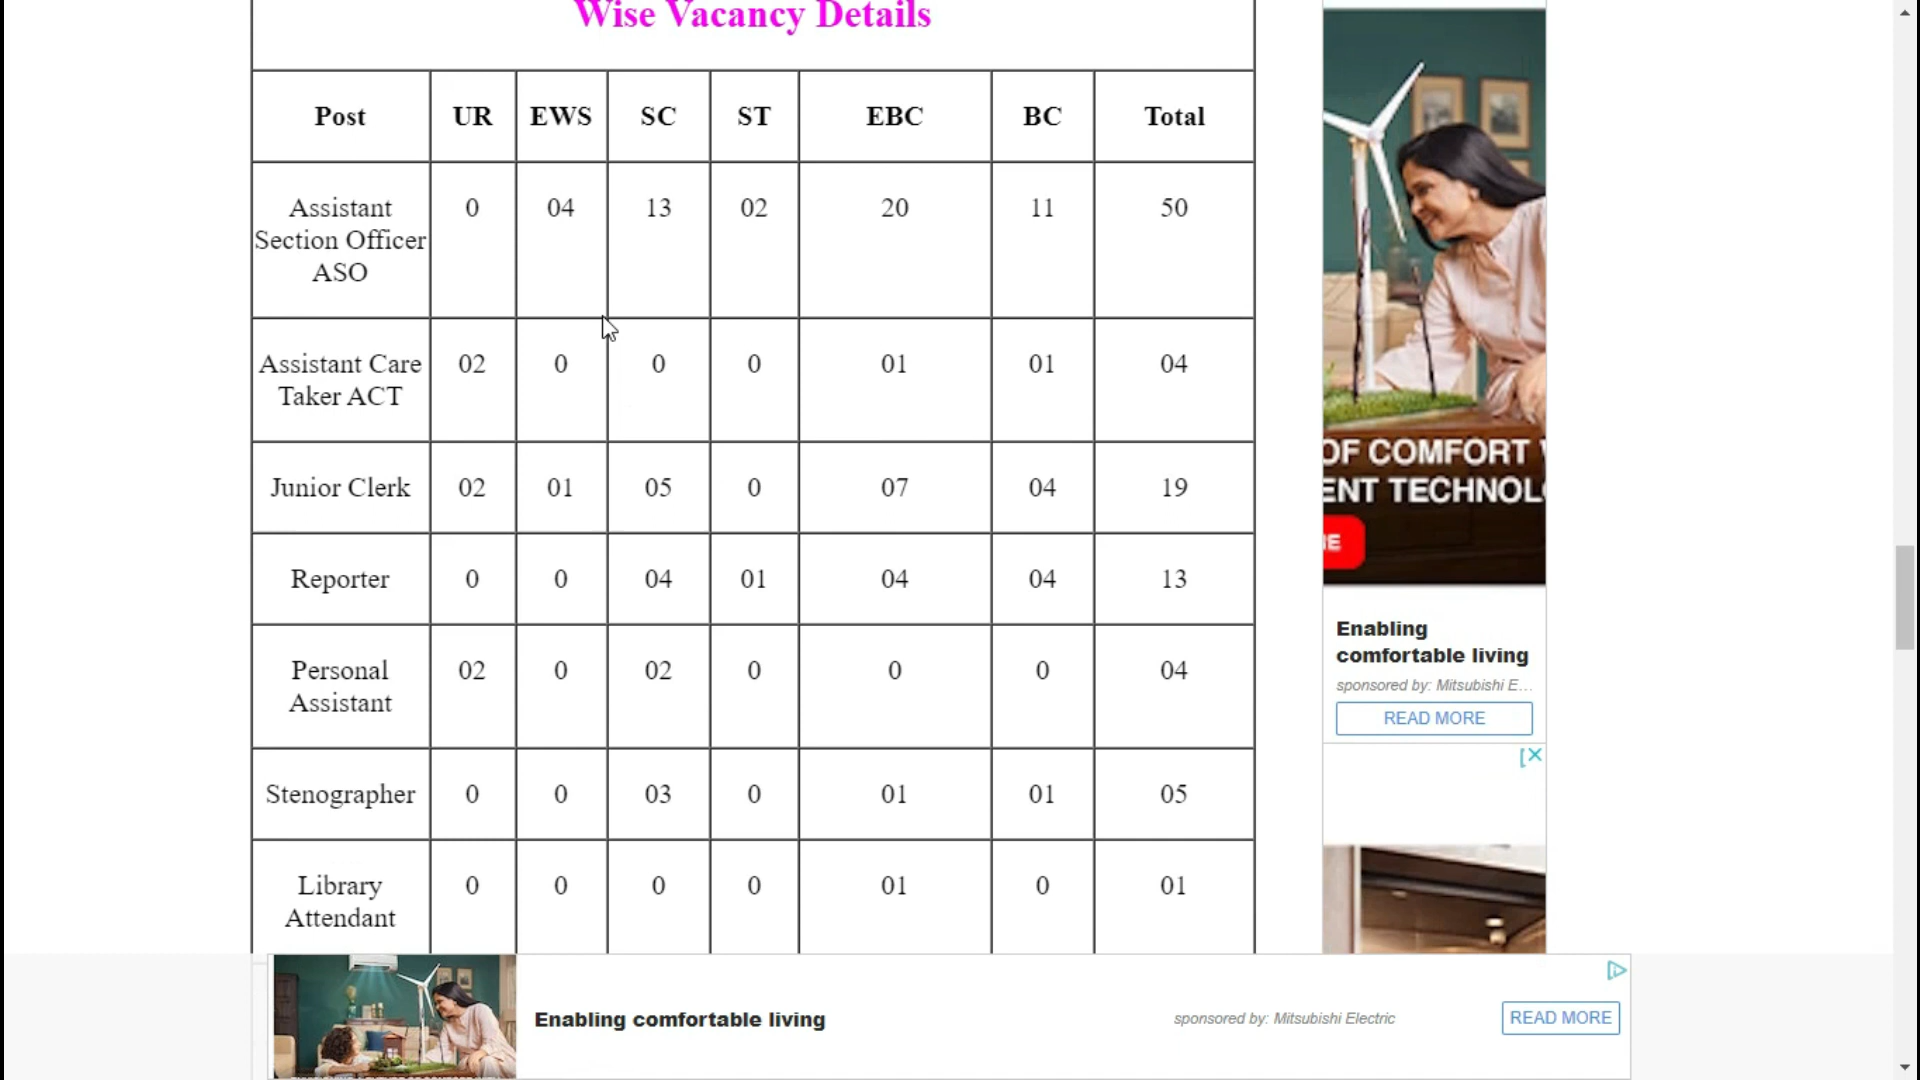 Wise Vacancy Details
Post UR EWS SC ST EBC BC Total
Assistant
Section Officer
ASO
0 04 13 02 20 11 50
Assistant Care
Taker ACT
02 0 0 0 01 01 04
Junior Clerk 02 01 05 0 07 04 19
Reporter 0 0 04 01 04 04 13
Personal
Assistant
02 0 02 0 0 0 04
Stenographer 0 0 03 0 01 01 05
Library
Attendant
0 0 0 0 01 0 01
OF COMFORT
ENT TECHNOL
RE
Enabling
comfortable living
sponsored by: Mitsubishi E...
READ MORE
Enabling comfortable living
sponsored by: Mitsubishi Electric
READ MORE